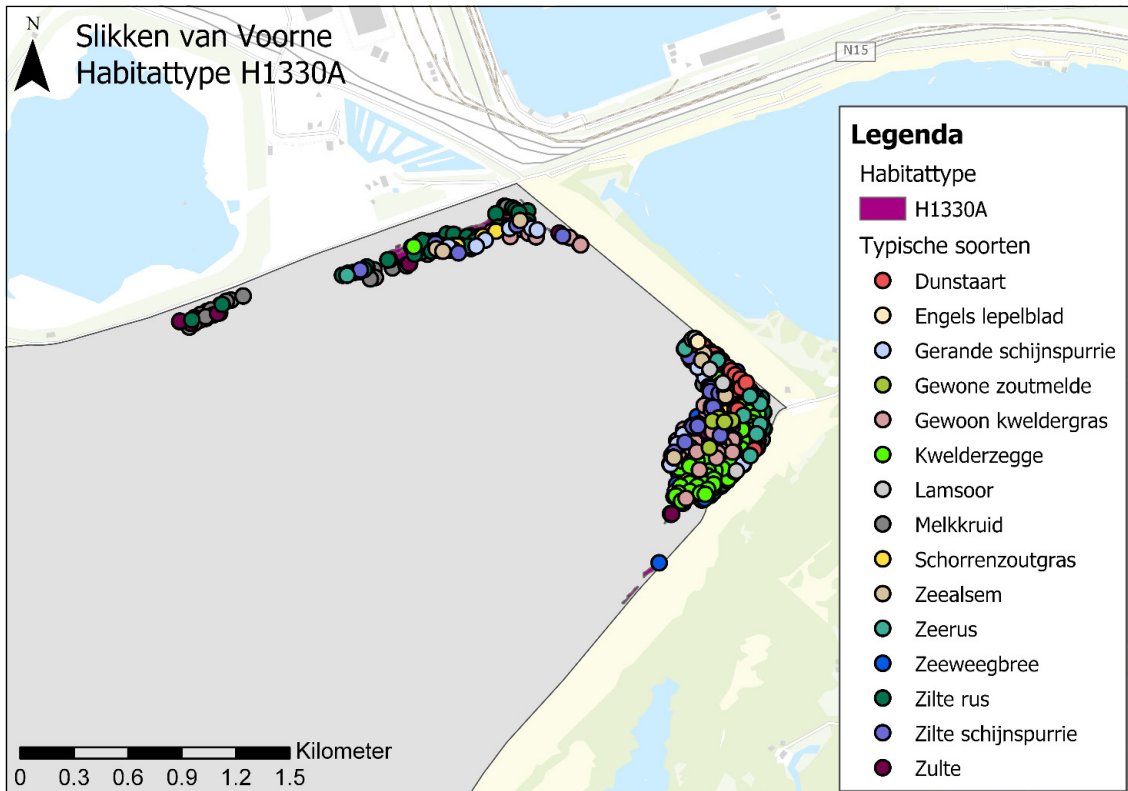 N
Slikken van Voorne
Habitattype H1330A
N15
Legenda
Habitattype
H1330A
Typische soorten
Dunstaart
Engels lepelblad
Gerande schijnspurrie
Gewone zoutmelde
Gewoon kweldergras
Kwelderzegge
Lamsoor
Melkkruid
Schorrenzoutgras
Zeealsem
Zeerus
Zeeweegbree
Zilte rus
Zilte schijnspurrie
Zulte
Kilometer
0 0.3 0.6 0.9 1.2 1.5